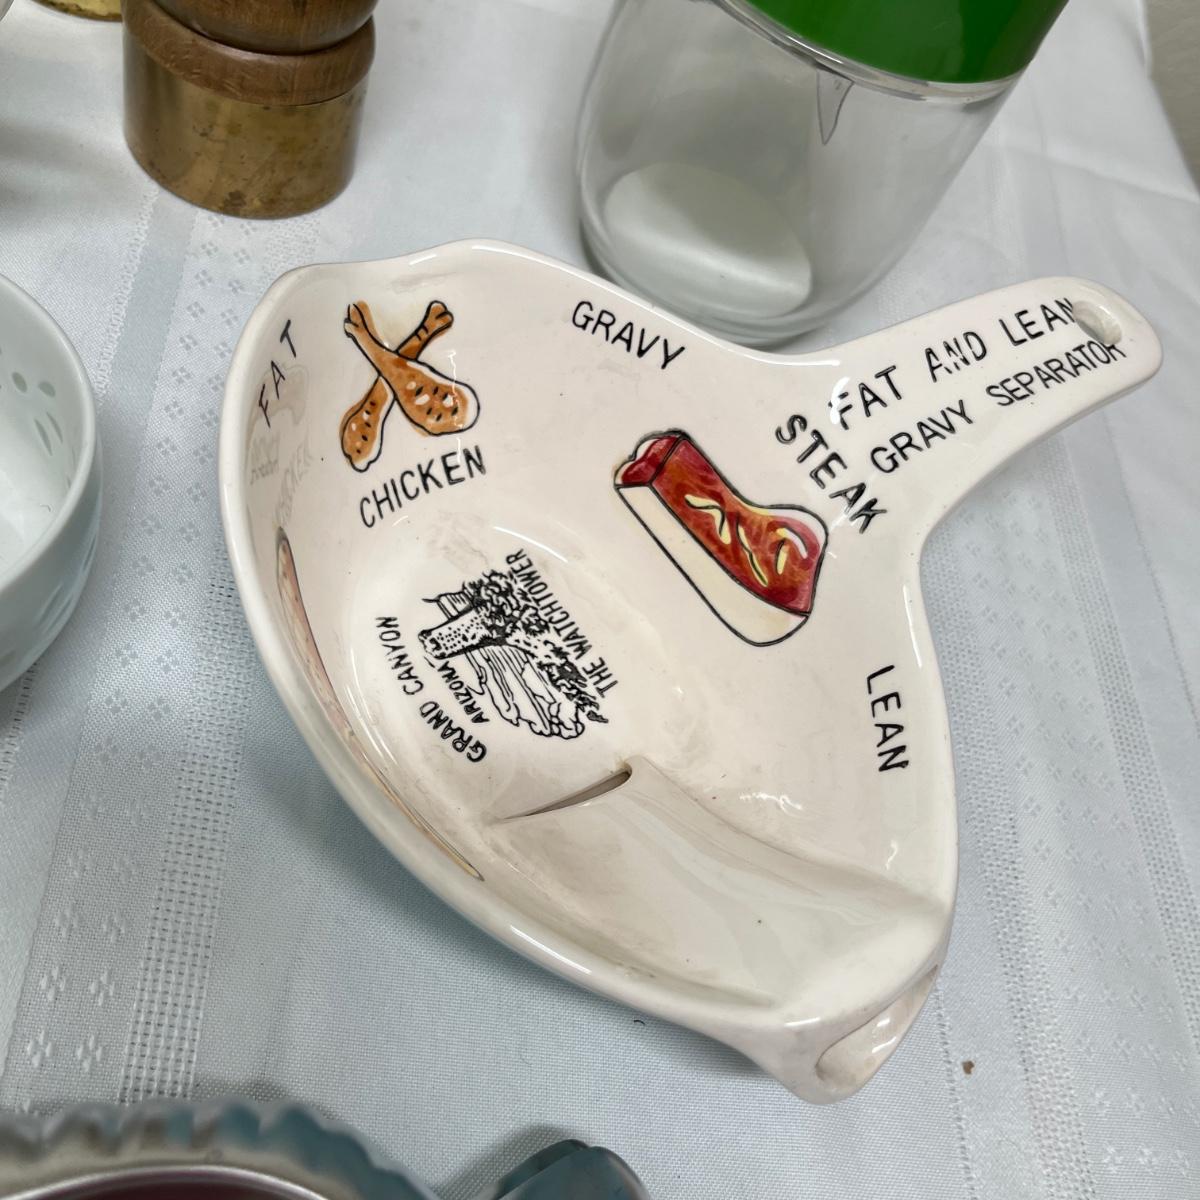 FAT AND LEAN
GRAVY SEPARATOR
GRAVY
FAT
CHICKEN
STEAK
LEAN
GRAND CANYON
ARIZONA
THE WATCHTOWER